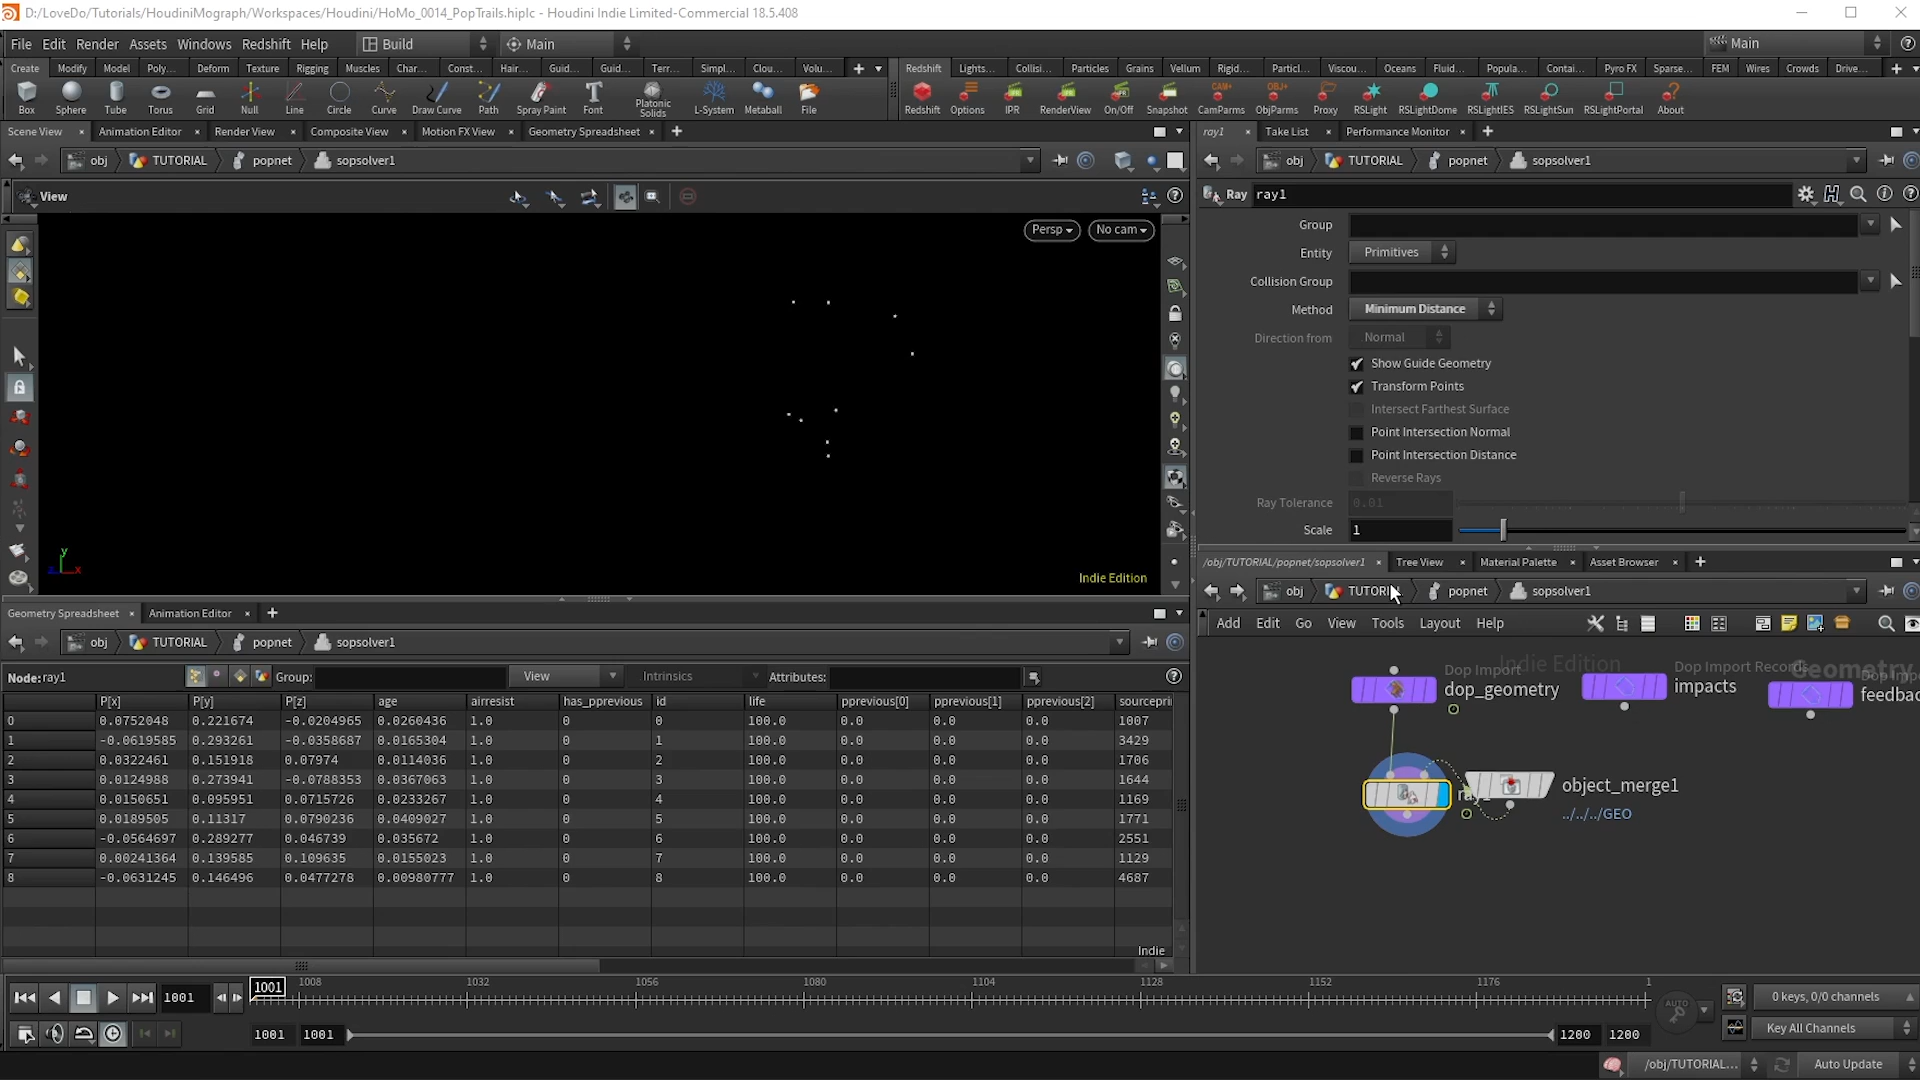 D:/LoveDo/Tutorials/HoudiniMograph/Workspaces/Houdini/HoMo_0014_PopTrails.hiplc - Houdini Indie Limited-Commercial 18.5.408
File Edit Render Assets Windows Redshift Help Build Main Main
Create Modify Model Poly... Deform Texture Rigging Muscles Char... Const... Hair... Guid... Guid... Terr... Simpl... Clou... Volu...
Redshift Lights... Collisi... Particles Grains Vellum Rigid... Particl... Viscou... Oceans Fluid... Popula... Contai... Pyro FX Sparse... FEM Wires Crowds Drive...
Box Sphere Tube Torus Grid Null Line Circle Curve Draw Curve Path Spray Paint Font Platonic Solids L-System Metaball File
Redshift Options IPR RenderView On/Off Snapshot CamParms ObjParms Proxy RSLight RSLightDome RSLightIES RSLightSun RSLightPortal About
Scene View Animation Editor Render View Composite View Motion FX View Geometry Spreadsheet
ray1 Take List Performance Monitor
obj TUTORIAL popnet sopsolver1
obj TUTORIAL popnet sopsolver1
View
Persp No cam
Indie Edition
y
z x
Ray ray1
Group
Entity Primitives
Collision Group
Method Minimum Distance
Direction from Normal
Show Guide Geometry
Transform Points
Intersect Farthest Surface
Point Intersection Normal
Point Intersection Distance
Reverse Rays
Ray Tolerance 0.01
Scale 1
/obj/TUTORIAL/popnet/sopsolver1 Tree View Material Palette Asset Browser
obj popnet sopsolver1
Add Edit Go View Tools Layout Help
Indie Edition
Geometry
Dop Import
dop_geometry
Dop Import Records
impacts
ray1
object_merge1
../../../GEO
Geometry Spreadsheet Animation Editor
obj TUTORIAL popnet sopsolver1
Node: ray1 Group: View Intrinsics Attributes:
P[x] P[y] P[z] age airresist has_pprevious id life pprevious[0] pprevious[1] pprevious[2] sourcepri
0 0.0752048 0.221674 -0.0204965 0.0260436 1.0 0 0 100.0 0.0 0.0 0.0 1007
1 -0.0619585 0.293261 -0.0358687 0.0165304 1.0 0 1 100.0 0.0 0.0 0.0 3429
2 0.0322461 0.151918 0.07974 0.0114036 1.0 0 2 100.0 0.0 0.0 0.0 1706
3 0.0124988 0.273941 -0.0788353 0.0367063 1.0 0 3 100.0 0.0 0.0 0.0 1644
4 0.0150651 0.095951 0.0715726 0.0233267 1.0 0 4 100.0 0.0 0.0 0.0 1169
5 0.0189505 0.11317 0.0790236 0.0409027 1.0 0 5 100.0 0.0 0.0 0.0 1771
6 -0.0564697 0.289277 0.046739 0.035672 1.0 0 6 100.0 0.0 0.0 0.0 2551
7 0.00241364 0.139585 0.109635 0.0155023 1.0 0 7 100.0 0.0 0.0 0.0 1129
8 -0.0631245 0.146496 0.0477278 0.00980777 1.0 0 8 100.0 0.0 0.0 0.0 4687
Indie
1001 1001 1008 1032 1056 1080 1104 1128 1152 1176 1
AUTO
0 keys, 0/0 channels
1001 1001 1200 1200
Key All Channels
/obj/TUTORIAL... Auto Update